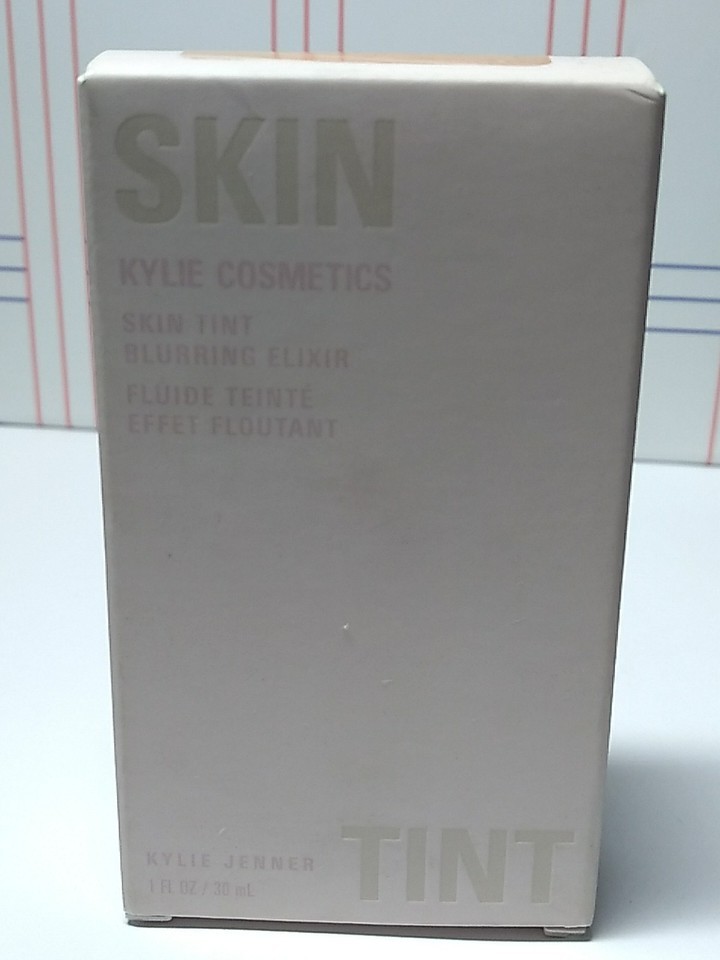 SKIN
KYLIE COSMETICS
SKIN TINT
BLURRING ELIXIR
FLUIDE TEINTÉ
EFFET FLOUTANT
KYLIE JENNER
1 FL OZ / 30 mL
TINT